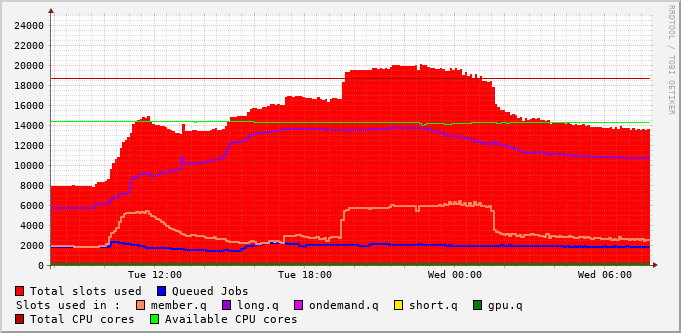 RRDTOOL / TOBI OETIKER
24000
22000
20000
18000
16000
14000
12000
10000
8000
6000
4000
2000
0
Tue 12:00 Tue 18:00 Wed 00:00 Wed 06:00
Total slots used Queued Jobs
Slots used in : member.q long.q ondemand.q short.q gpu.q
Total CPU cores Available CPU cores